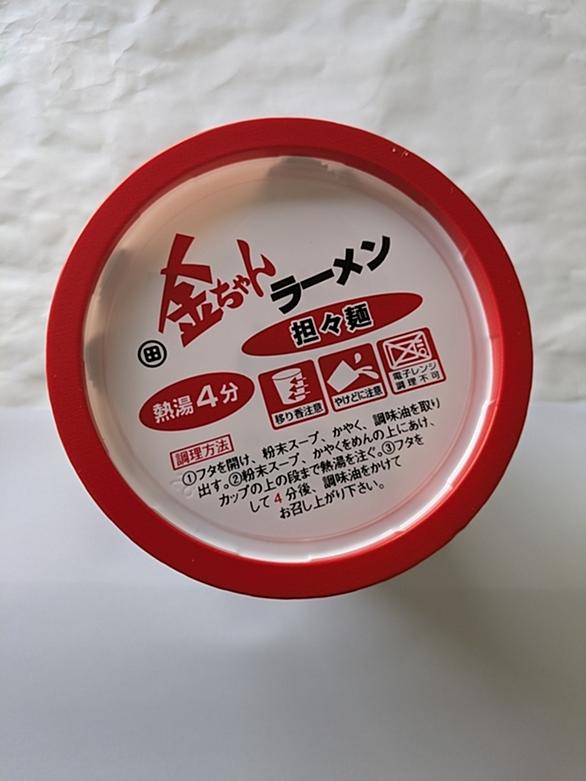 金ちゃん
ラーメン
田
担々麺
熱湯4分
移り香注意
やけどに注意
電子レンジ
調理不可
調理方法
①フタを開け、粉末スープ、かやく、調味油を取り
出す。②粉末スープ、かやくをめんの上にあけ、
カップの上の段まで熱湯を注ぐ。③フタを
して4分後、調味油をかけて
お召し上がり下さい。